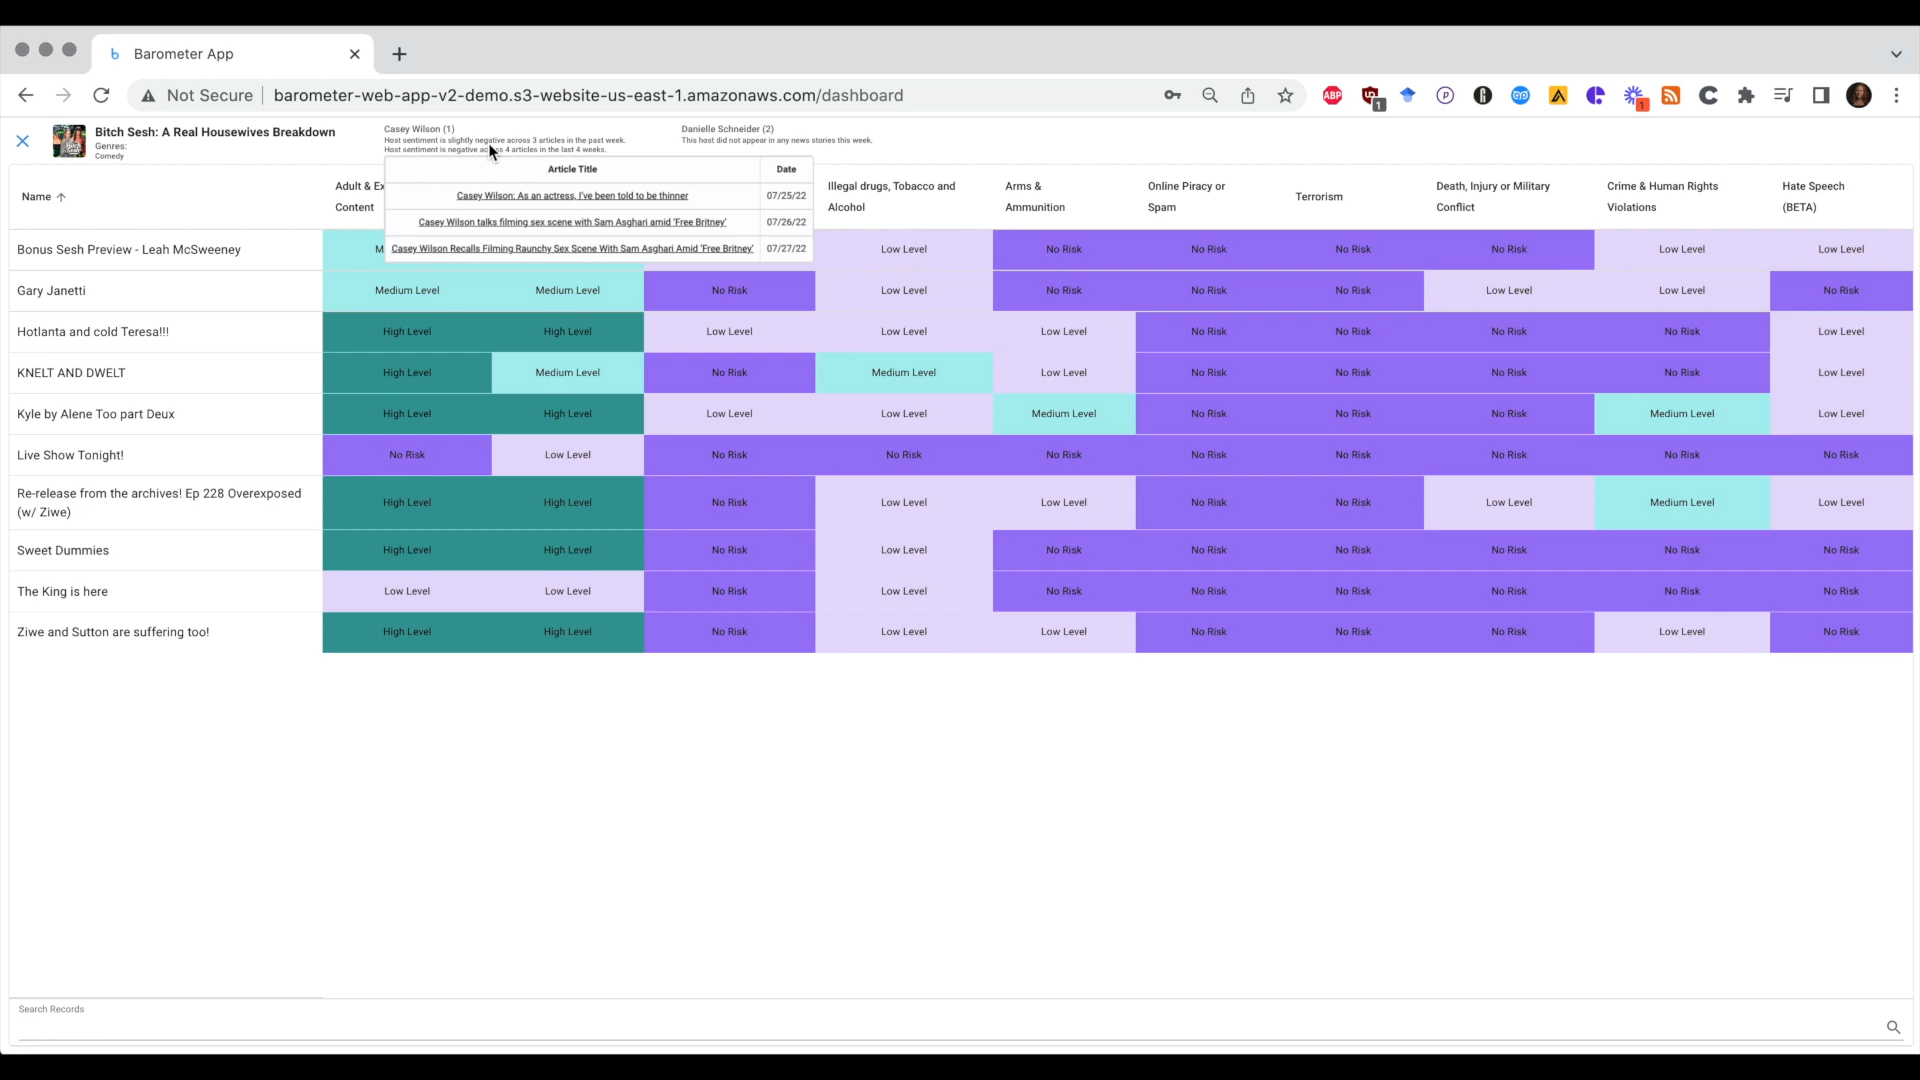 Barometer App
Not Secure
barometer-web-app-v2-demo.s3-website-us-east-1.amazonaws.com/dashboard
ABP
1
1
Bitch Sesh: A Real Housewives Breakdown
Genres:
Comedy
Casey Wilson (1)
Host sentiment is slightly negative across 3 articles in the past week.
Host sentiment is negative across 4 articles in the last 4 weeks.
Danielle Schneider (2)
This host did not appear in any news stories this week.
Article Title Date
Casey Wilson: As an actress, I've been told to be thinner 07/25/22
Casey Wilson talks filming sex scene with Sam Asghari amid 'Free Britney' 07/26/22
Casey Wilson Recalls Filming Raunchy Sex Scene With Sam Asghari Amid 'Free Britney' 07/27/22
Name
Adult & Ex
Content
Illegal drugs, Tobacco and
Alcohol
Arms &
Ammunition
Online Piracy or
Spam
Terrorism
Death, Injury or Military
Conflict
Crime & Human Rights
Violations
Hate Speech
(BETA)
Bonus Sesh Preview - Leah McSweeney M Low Level No Risk No Risk No Risk No Risk Low Level Low Level
Gary Janetti Medium Level Medium Level No Risk Low Level No Risk No Risk No Risk Low Level Low Level No Risk
Hotlanta and cold Teresa!!! High Level High Level Low Level Low Level Low Level No Risk No Risk No Risk No Risk Low Level
KNELT AND DWELT High Level Medium Level No Risk Medium Level Low Level No Risk No Risk No Risk No Risk Low Level
Kyle by Alene Too part Deux High Level High Level Low Level Low Level Medium Level No Risk No Risk No Risk Medium Level Low Level
Live Show Tonight! No Risk Low Level No Risk No Risk No Risk No Risk No Risk No Risk No Risk No Risk
Re-release from the archives! Ep 228 Overexposed
(w/ Ziwe) High Level High Level No Risk Low Level Low Level No Risk No Risk Low Level Medium Level Low Level
Sweet Dummies High Level High Level No Risk Low Level No Risk No Risk No Risk No Risk No Risk No Risk
The King is here Low Level Low Level No Risk Low Level No Risk No Risk No Risk No Risk No Risk No Risk
Ziwe and Sutton are suffering too! High Level High Level No Risk Low Level Low Level No Risk No Risk No Risk Low Level No Risk
Search Records